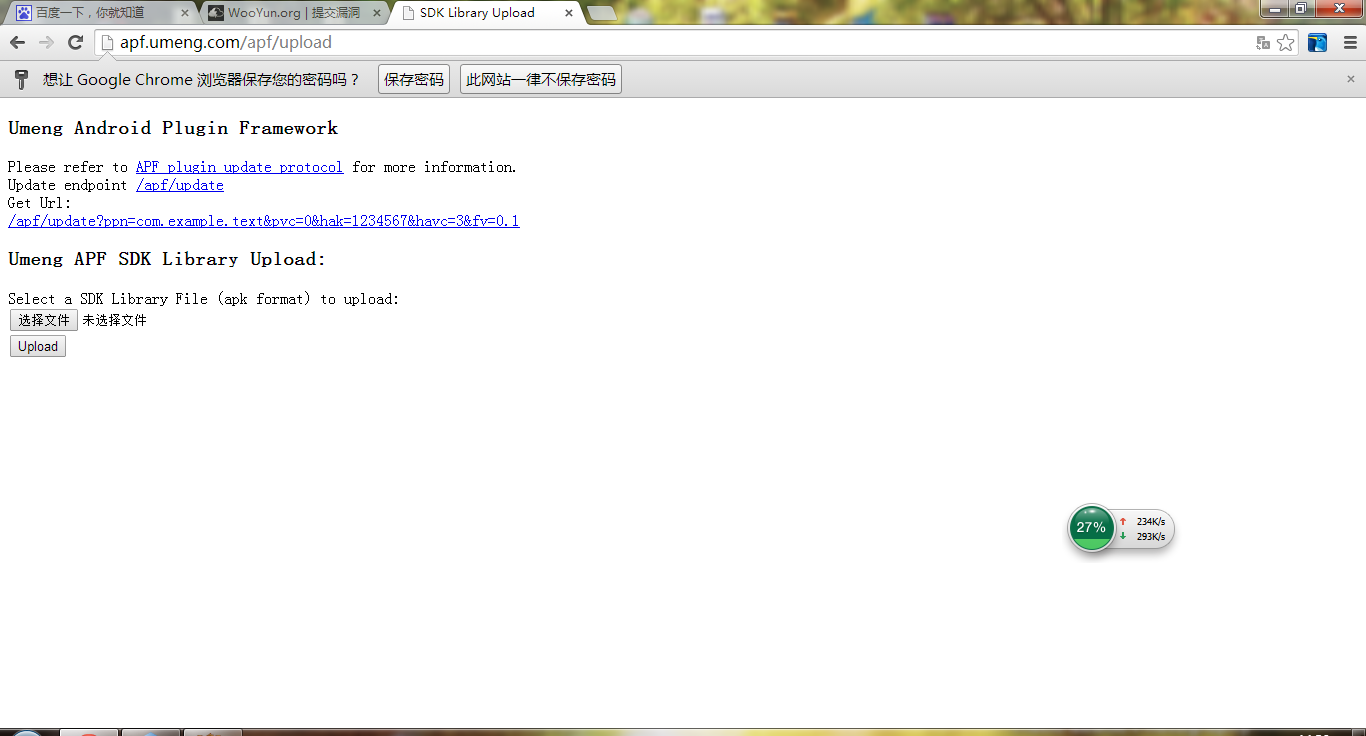 百度一下，你就知道
WooYun.org | 提交漏洞
SDK Library Upload
apf.umeng.com/apf/upload
想让 Google Chrome 浏览器保存您的密码吗？ 保存密码 此网站一律不保存密码
Umeng Android Plugin Framework
Please refer to APF plugin update protocol for more information.
Update endpoint /apf/update
Get Url:
/apf/update?ppn=com.example.text&pvc=0&hak=1234567&havc=3&fv=0.1
Umeng APF SDK Library Upload:
Select a SDK Library File (apk format) to upload:
选择文件 未选择文件
Upload
27%
234K/s
293K/s